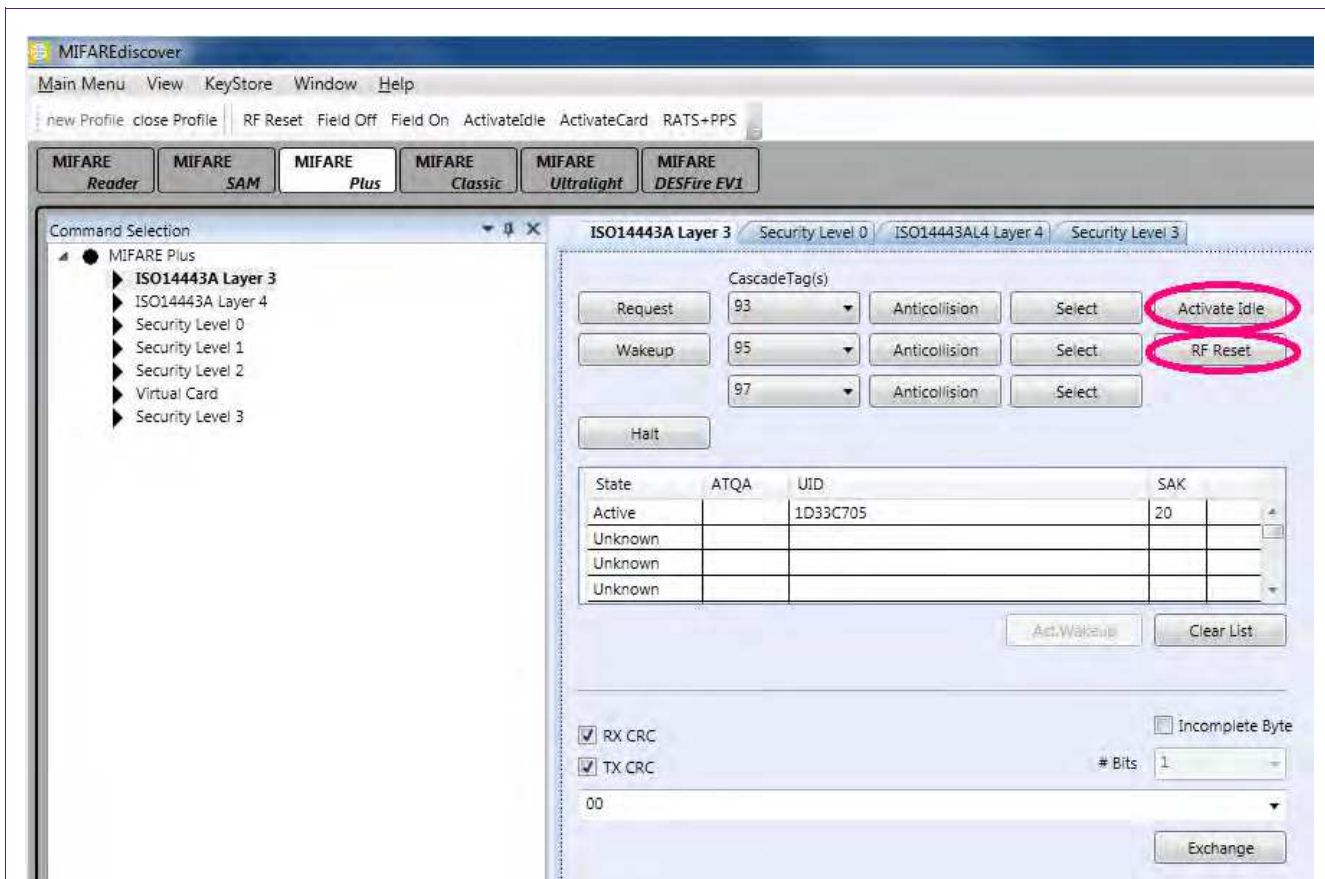 MIFAREdiscover
Main Menu View KeyStore Window Help
new Profile close Profile RF Reset Field Off Field On ActivateIdle ActivateCard RATS+PPS
MIFARE Reader MIFARE SAM MIFARE Plus MIFARE Classic MIFARE Ultralight MIFARE DESFire EV1
Command Selection
MIFARE Plus
ISO14443A Layer 3
ISO14443A Layer 4
Security Level 0
Security Level 1
Security Level 2
Virtual Card
Security Level 3
ISO14443A Layer 3 Security Level 0 ISO14443AL4 Layer 4 Security Level 3
CascadeTag(s)
Request 93 Anticollision Select Activate Idle
Wakeup 95 Anticollision Select RF Reset
97 Anticollision Select
Halt
State ATQA UID SAK
Active 1D33C705 20
Unknown
Unknown
Unknown
Act.Wakeup Clear List
RX CRC Incomplete Byte
TX CRC # Bits 1
00
Exchange